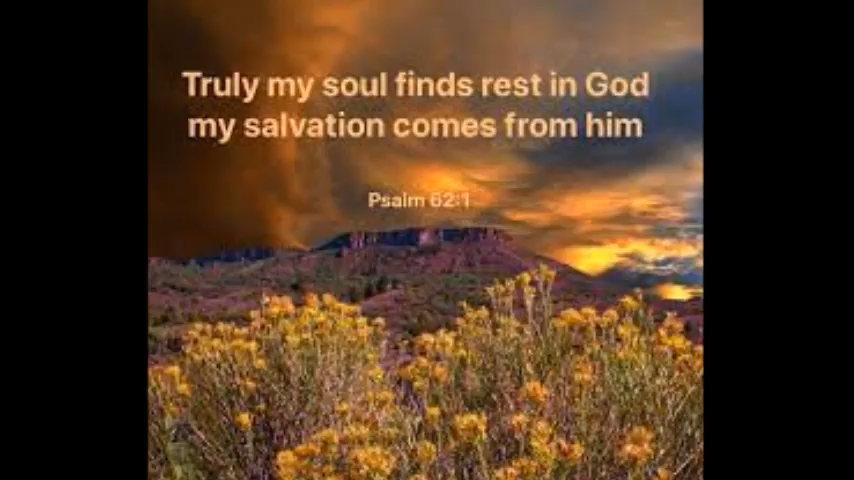 Truly my soul finds rest in God
my salvation comes from him
Psalm 62:1